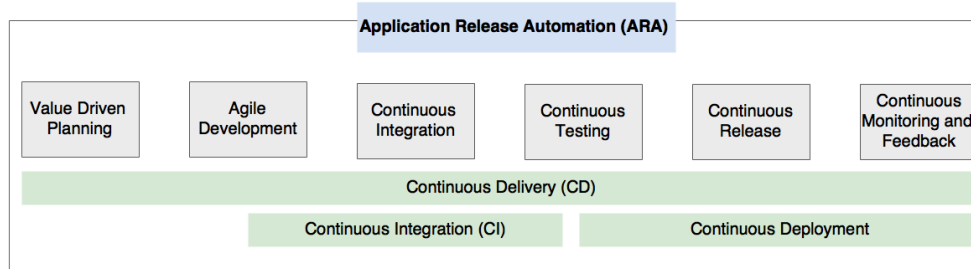 Application Release Automation (ARA)
Value Driven
Planning
Agile
Development
Continuous
Integration
Continuous
Testing
Continuous
Release
Continuous
Monitoring and
Feedback
Continuous Delivery (CD)
Continuous Integration (CI)
Continuous Deployment